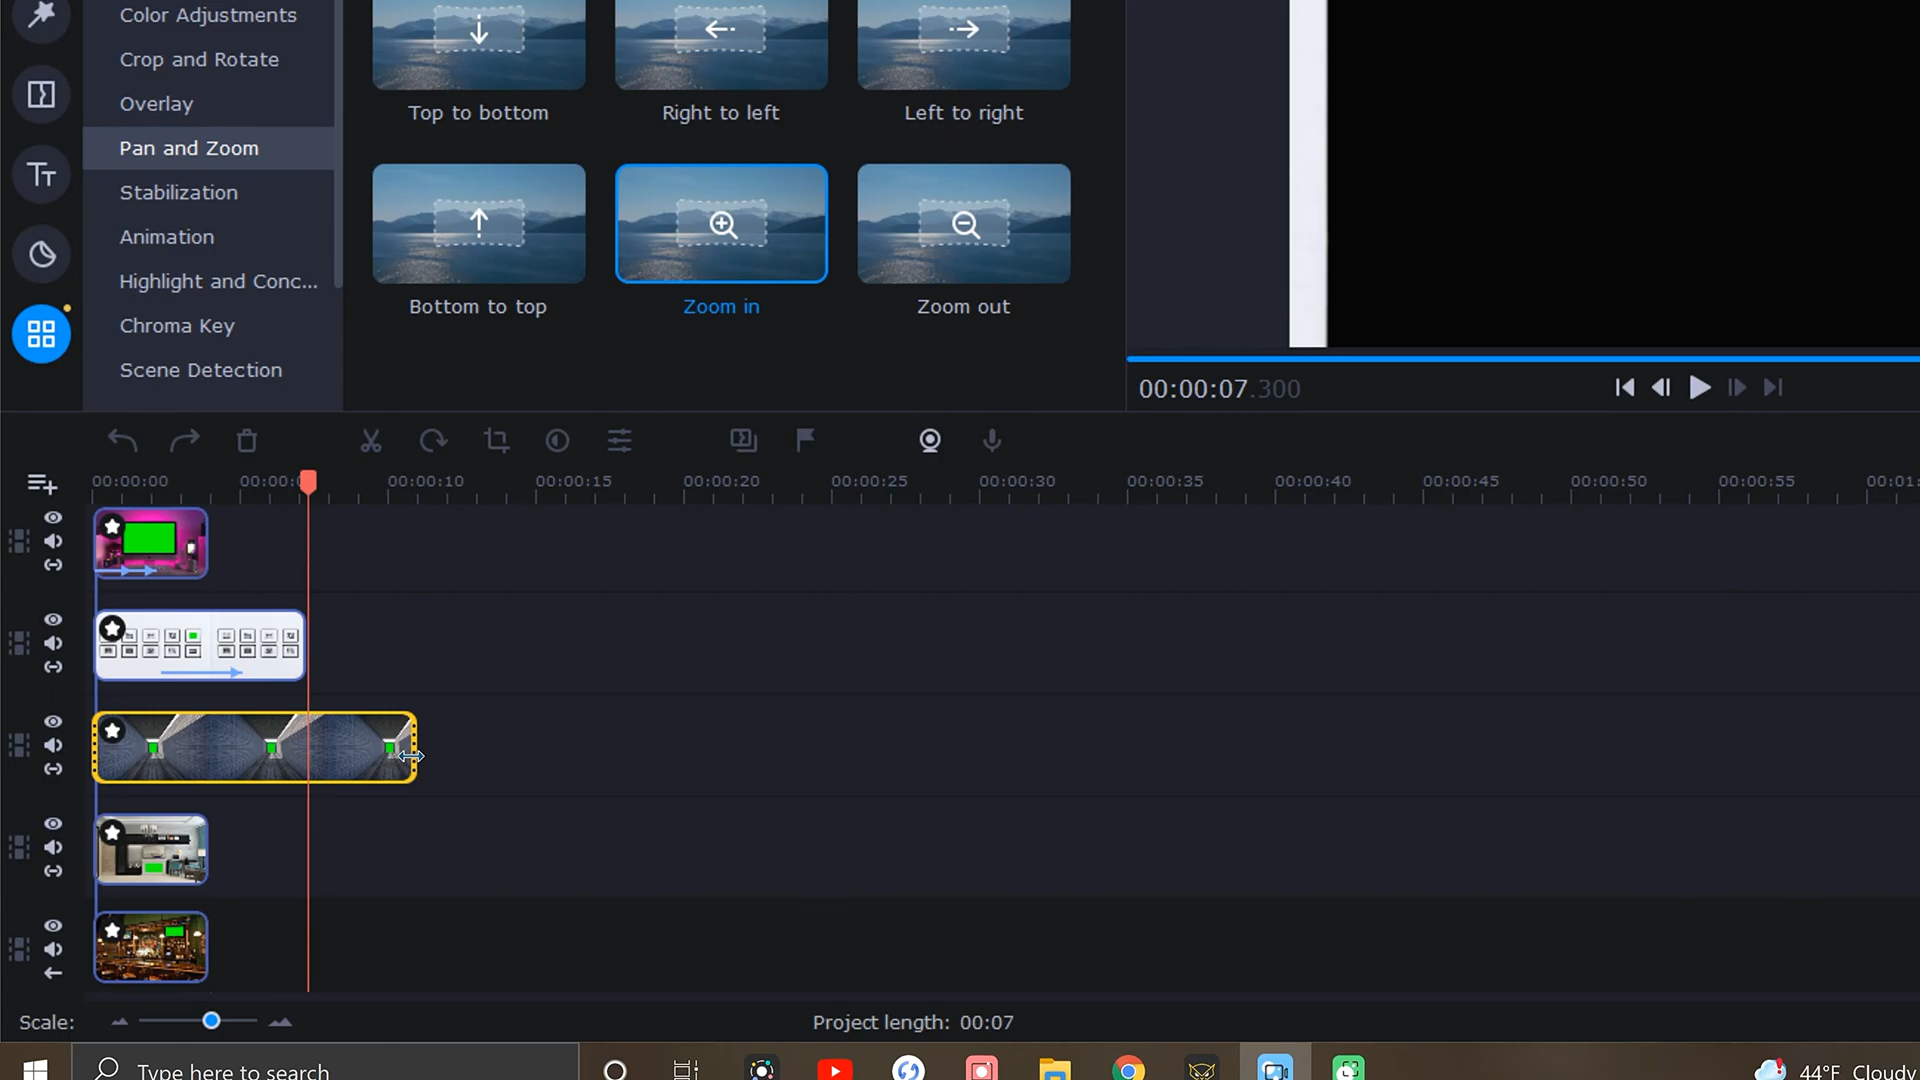 Color Adjustments
Crop and Rotate
Overlay
Pan and Zoom
Stabilization
Animation
Highlight and Conc...
Chroma Key
Scene Detection
Top to bottom
Right to left
Left to right
Bottom to top
Zoom in
Zoom out
00:00:07.300
00:00:00
00:00:
00:00:10
00:00:15
00:00:20
00:00:25
00:00:30
00:00:35
00:00:40
00:00:45
00:00:50
00:00:55
00:01:
Scale:
Project length: 00:07
Type here to search
44°F Cloudy